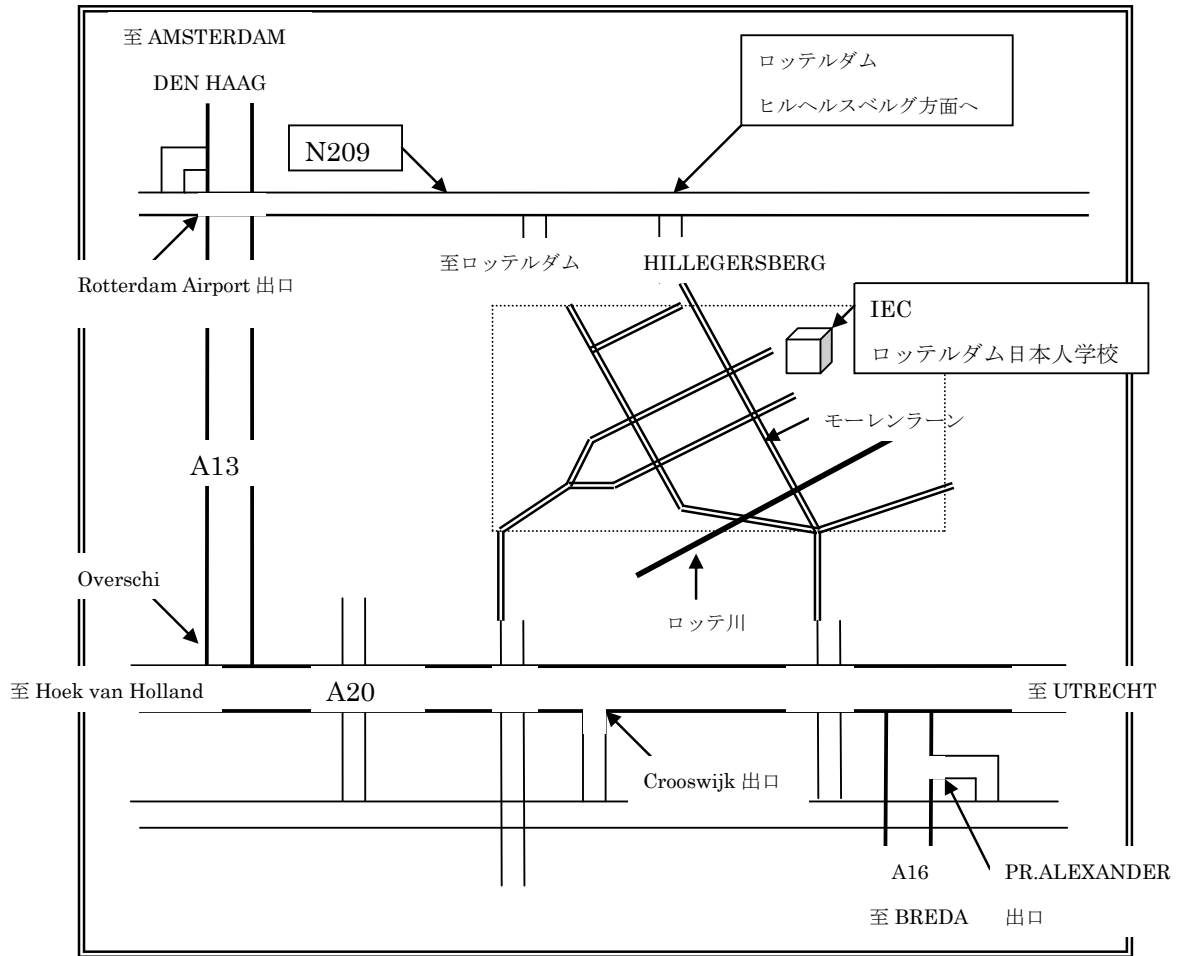 至 AMSTERDAM
DEN HAAG
ロッテルダム
ヒルヘルスベルグ方面へ
N209
Rotterdam Airport 出口
至ロッテルダム
HILLEGERSBERG
IEC
ロッテルダム日本人学校
モーレンラーン
A13
Overschi
ロッテ川
至 Hoek van Holland
A20
至 UTRECHT
Crooswijk 出口
A16
至 BREDA
PR.ALEXANDER
出口